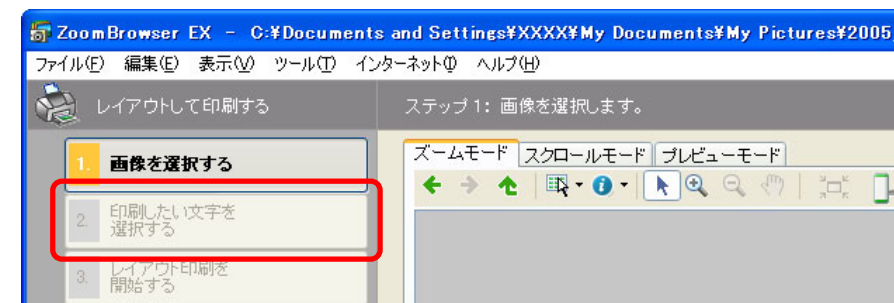 ZoomBrowser EX - C:¥Documents and Settings¥XXXX¥My Documents¥My Pictures¥2005
ファイル(F) 編集(E) 表示(V) ツール(T) インターネット(I) ヘルプ(H)
レイアウトして印刷する
ステップ1: 画像を選択します。
1. 画像を選択する
ズームモード スクロールモード プレビューモード
2. 印刷したい文字を
選択する
3. レイアウト印刷を
開始する